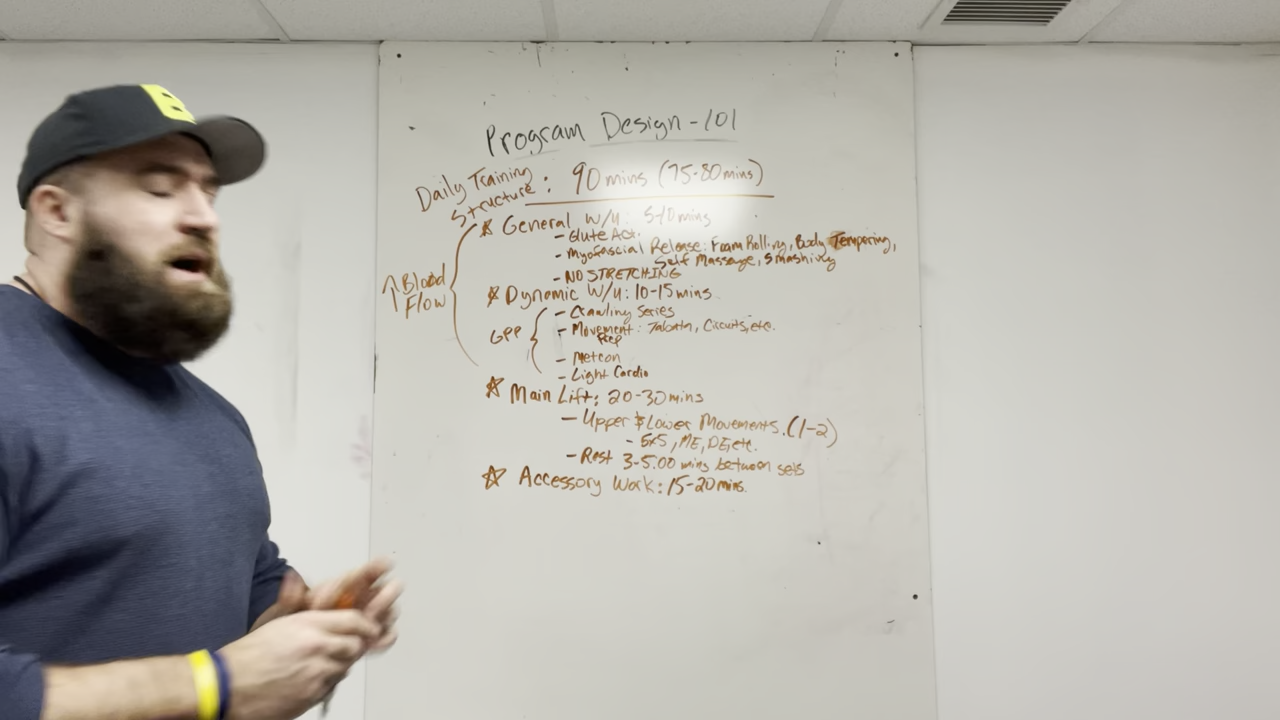 Program Design - 101
Daily Training Structure: 90 mins (75-80 mins)
☆ General W/U: 5-10 mins
- Glute Act.
- Myofascial Release: Foam Rolling, Body Tempering,
Self Massage, Smashing
- NO STRETCHING
↑ Blood Flow
☆ Dynamic W/U: 10-15 mins
GPP
- Crawling Series
- Movement Prep: Tabata, Circuits, etc.
- Metcon
- Light Cardio
☆ Main Lift: 20-30 mins
- Upper & Lower Movements. (1-2)
- 5x5, ME, DE, etc.
- Rest 3-5:00 mins between sets
☆ Accessory Work: 15-20 mins.